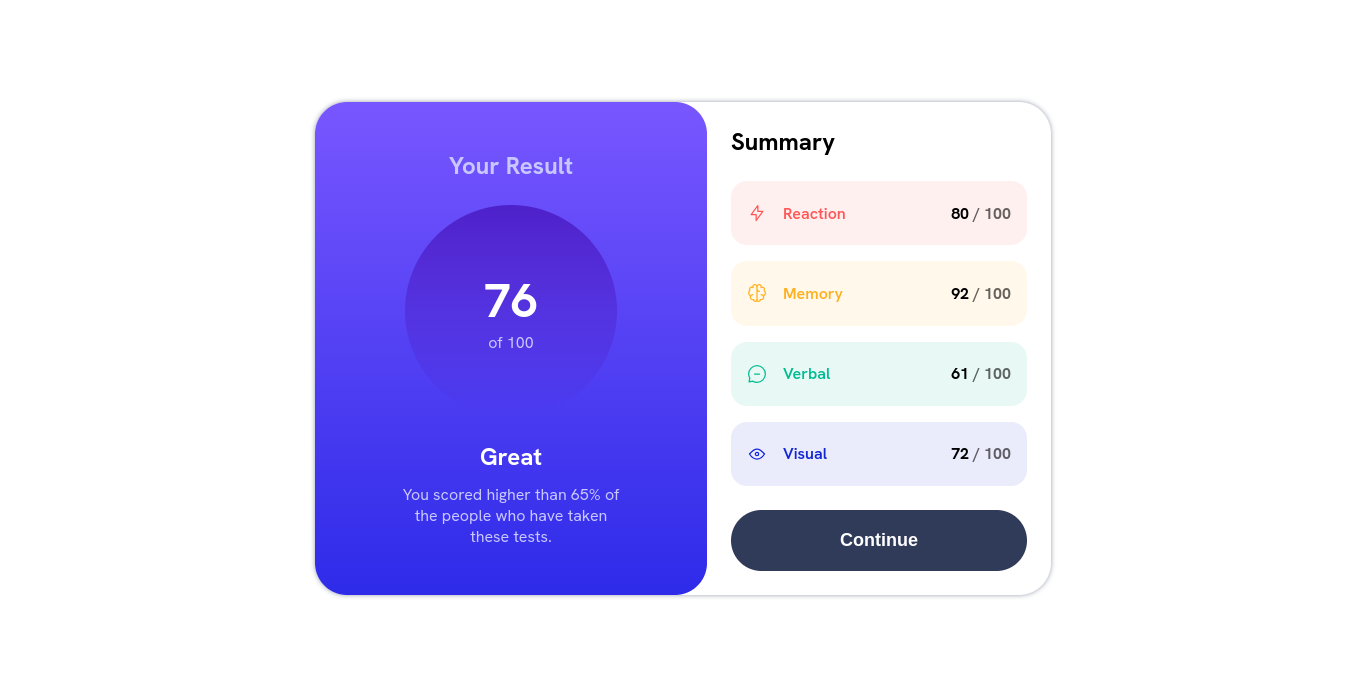 Your Result
76
of 100
Great
You scored higher than 65% of
the people who have taken
these tests.
Summary
Reaction 80 / 100
Memory 92 / 100
Verbal 61 / 100
Visual 72 / 100
Continue